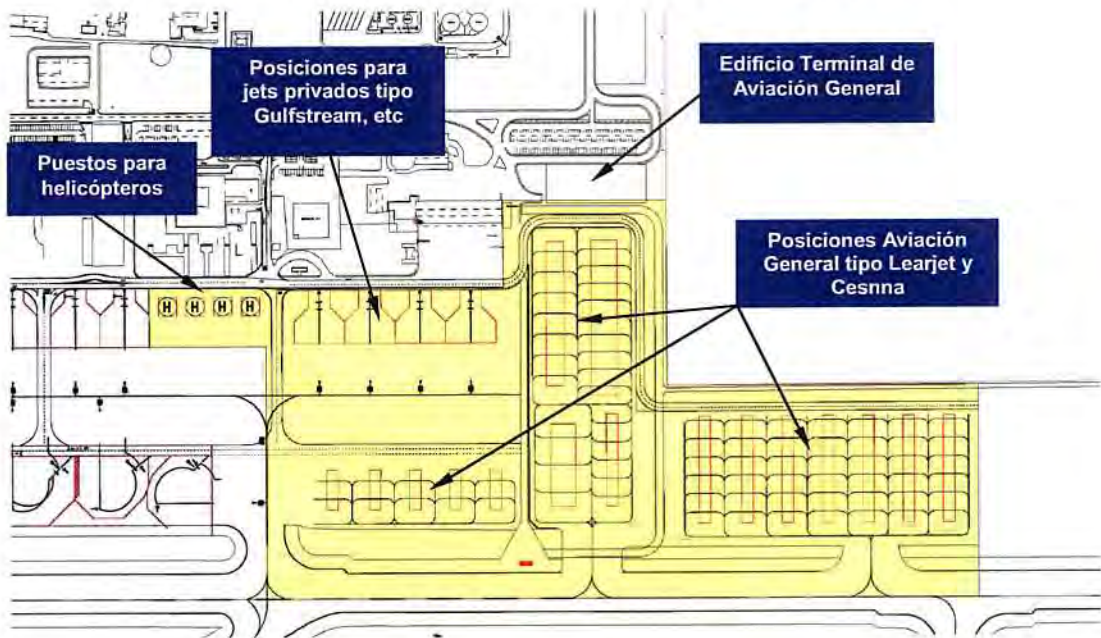 Posiciones para
jets privados tipo
Gulfstream, etc
Edificio Terminal de
Aviación General
Puestos para
helicópteros
Posiciones Aviación
General tipo Learjet y
Cesnna
H H H H